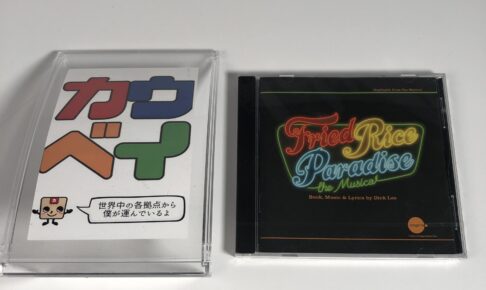 カウ
ベイ
世界中の各拠点から
僕が運んでいるよ
Fried Rice
Paradise
the Musical
Book, Music & Lyrics by Dick Lee